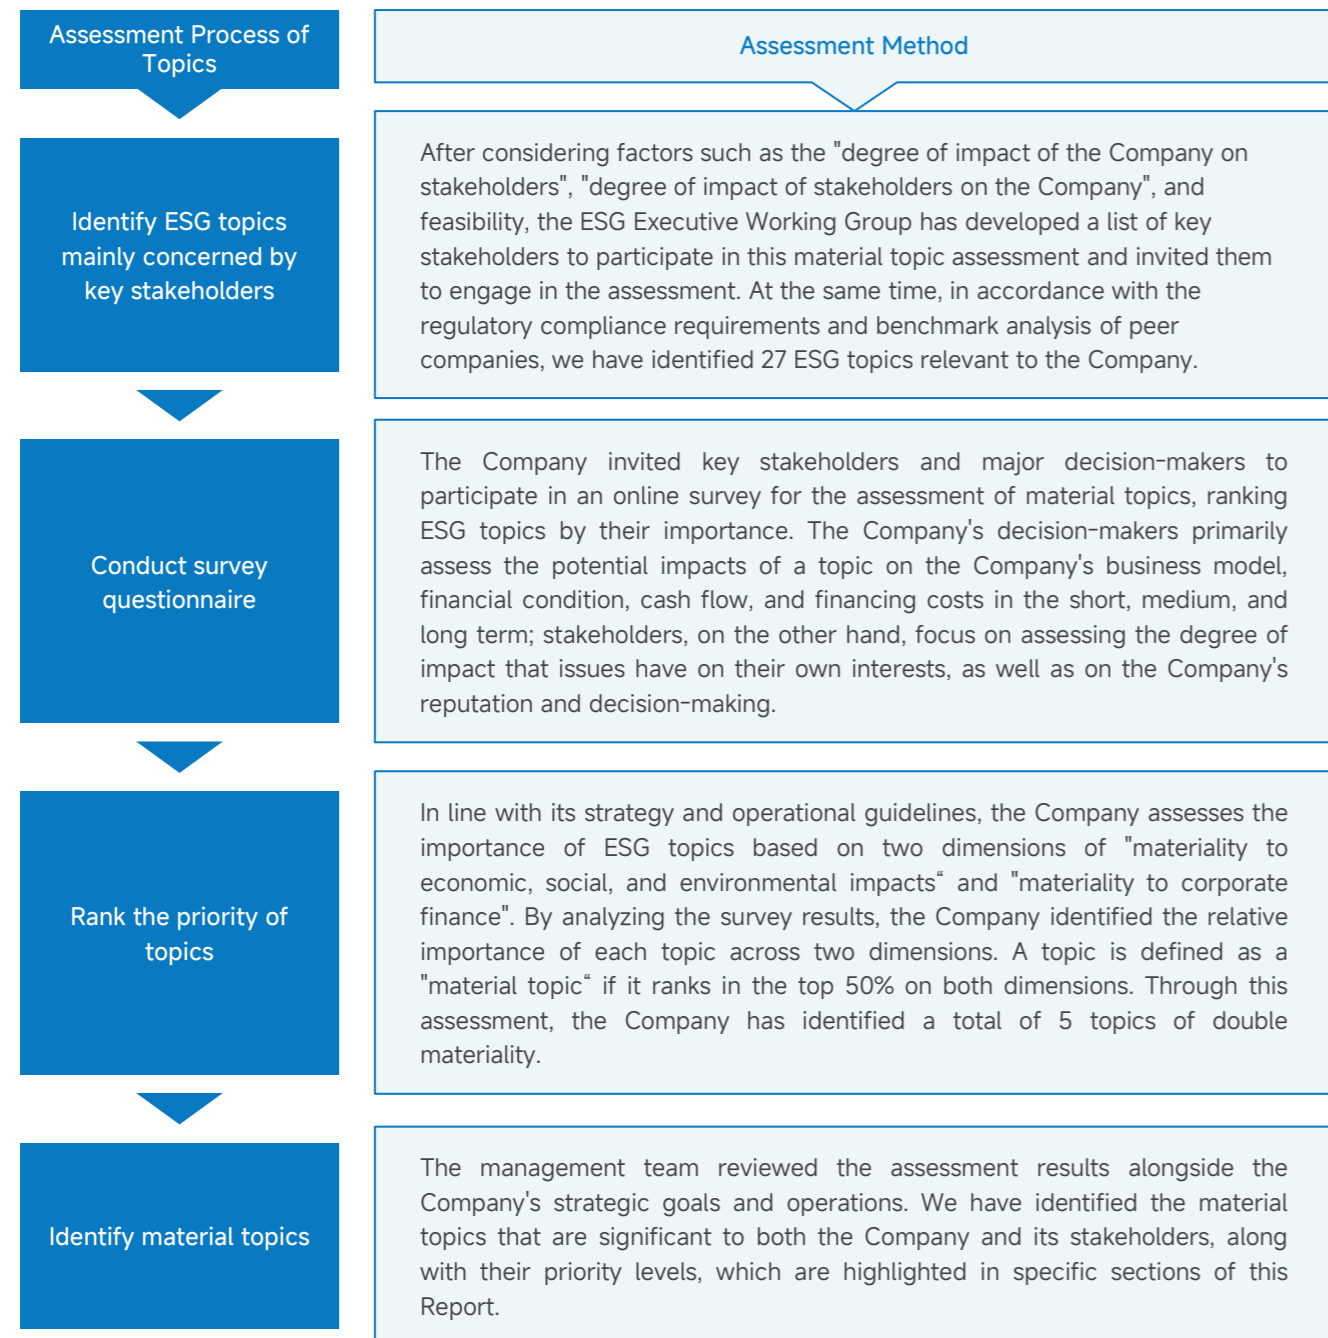 Assessment Process of
Topics
Assessment Method
Identify ESG topics
mainly concerned by
key stakeholders
After considering factors such as the "degree of impact of the Company on
stakeholders", "degree of impact of stakeholders on the Company", and
feasibility, the ESG Executive Working Group has developed a list of key
stakeholders to participate in this material topic assessment and invited them
to engage in the assessment. At the same time, in accordance with the
regulatory compliance requirements and benchmark analysis of peer
companies, we have identified 27 ESG topics relevant to the Company.
Conduct survey
questionnaire
The Company invited key stakeholders and major decision-makers to
participate in an online survey for the assessment of material topics, ranking
ESG topics by their importance. The Company's decision-makers primarily
assess the potential impacts of a topic on the Company's business model,
financial condition, cash flow, and financing costs in the short, medium, and
long term; stakeholders, on the other hand, focus on assessing the degree of
impact that issues have on their own interests, as well as on the Company's
reputation and decision-making.
Rank the priority of
topics
In line with its strategy and operational guidelines, the Company assesses the
importance of ESG topics based on two dimensions of "materiality to
economic, social, and environmental impacts“ and "materiality to corporate
finance". By analyzing the survey results, the Company identified the relative
importance of each topic across two dimensions. A topic is defined as a
"material topic“ if it ranks in the top 50% on both dimensions. Through this
assessment, the Company has identified a total of 5 topics of double
materiality.
Identify material topics
The management team reviewed the assessment results alongside the
Company's strategic goals and operations. We have identified the material
topics that are significant to both the Company and its stakeholders, along
with their priority levels, which are highlighted in specific sections of this
Report.